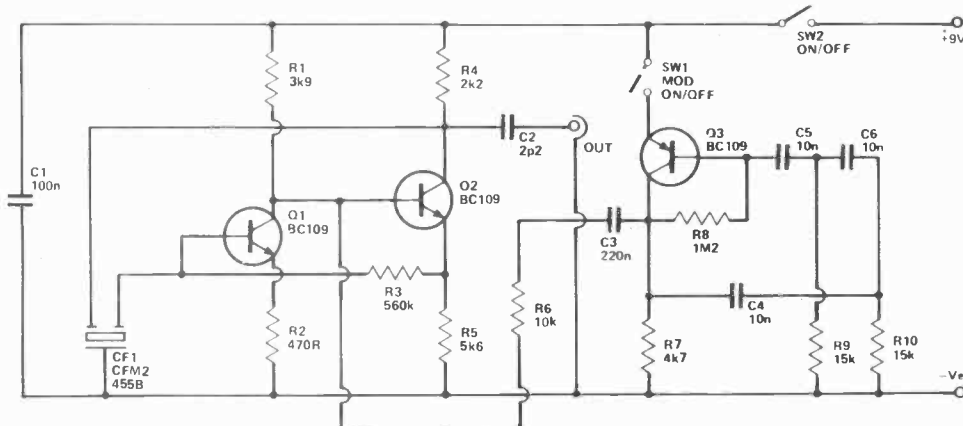 C1
100n
R1
3k9
R4
2k2
C2
2p2
OUT
SW1
MOD
ON/OFF
SW2
ON/OFF
+9V
Q3
BC109
C5
10n
C6
10n
Q1
BC109
Q2
BC109
C3
220n
R8
1M2
R3
560k
R6
10k
C4
10n
CF1
CFM2
455B
R2
470R
R5
5k6
R7
4k7
R9
15k
R10
15k
-Ve